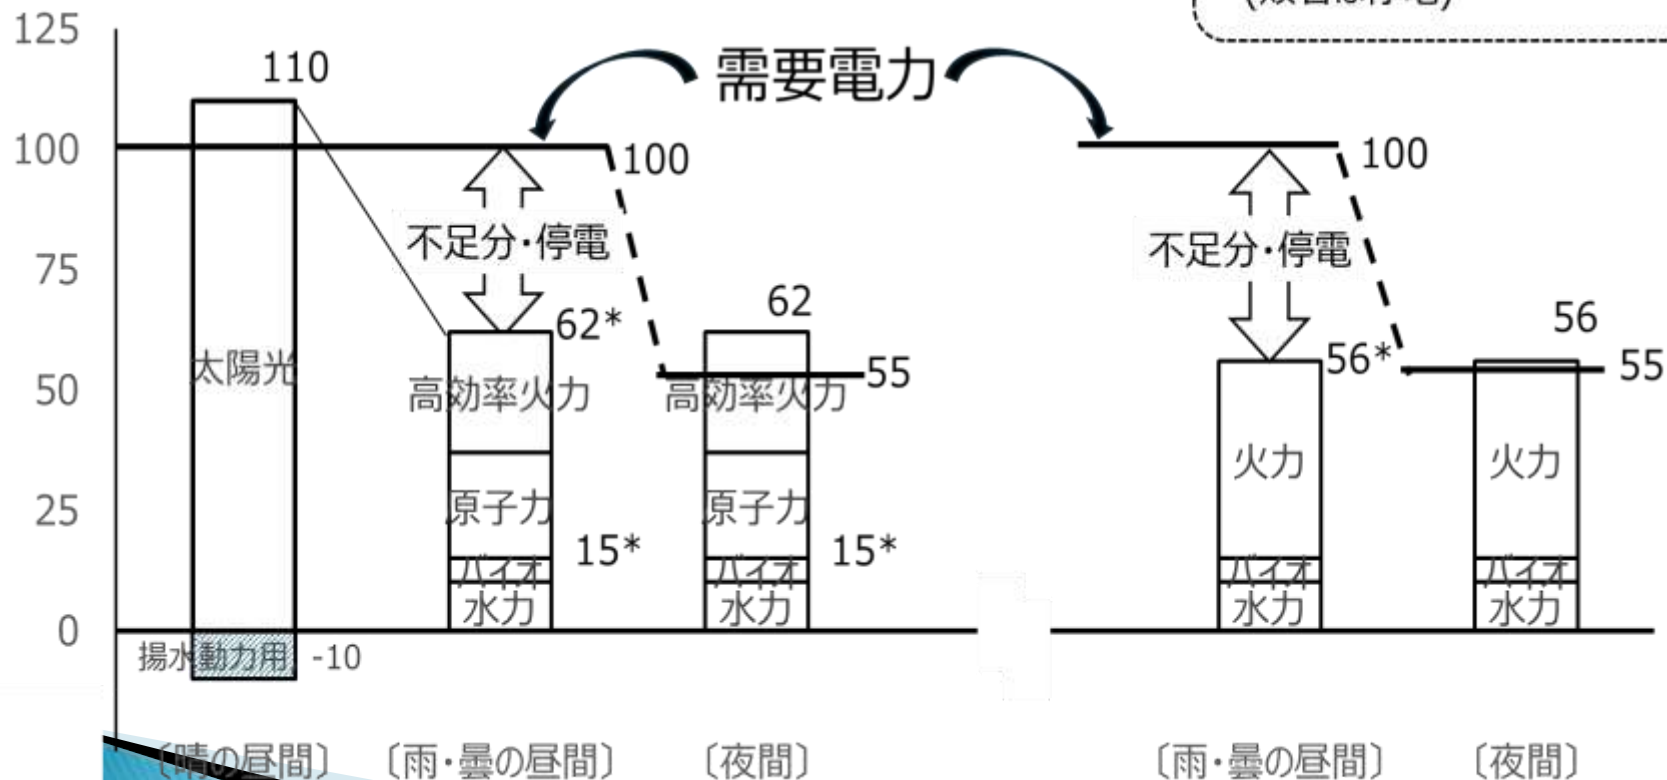 125
110
需要電力
100
100
100
不足分・停電
不足分・停電
75
62*
62
56*
56
太陽光
高効率火力
高効率火力
55
55
50
火力
火力
原子力
原子力
25
15*
15*
バイオ
バイオ
バイオ
バイオ
水力
水力
水力
水力
0
揚水動力用
-10
〔晴の昼間〕
〔雨・曇の昼間〕
〔夜間〕
〔雨・曇の昼間〕
〔夜間〕